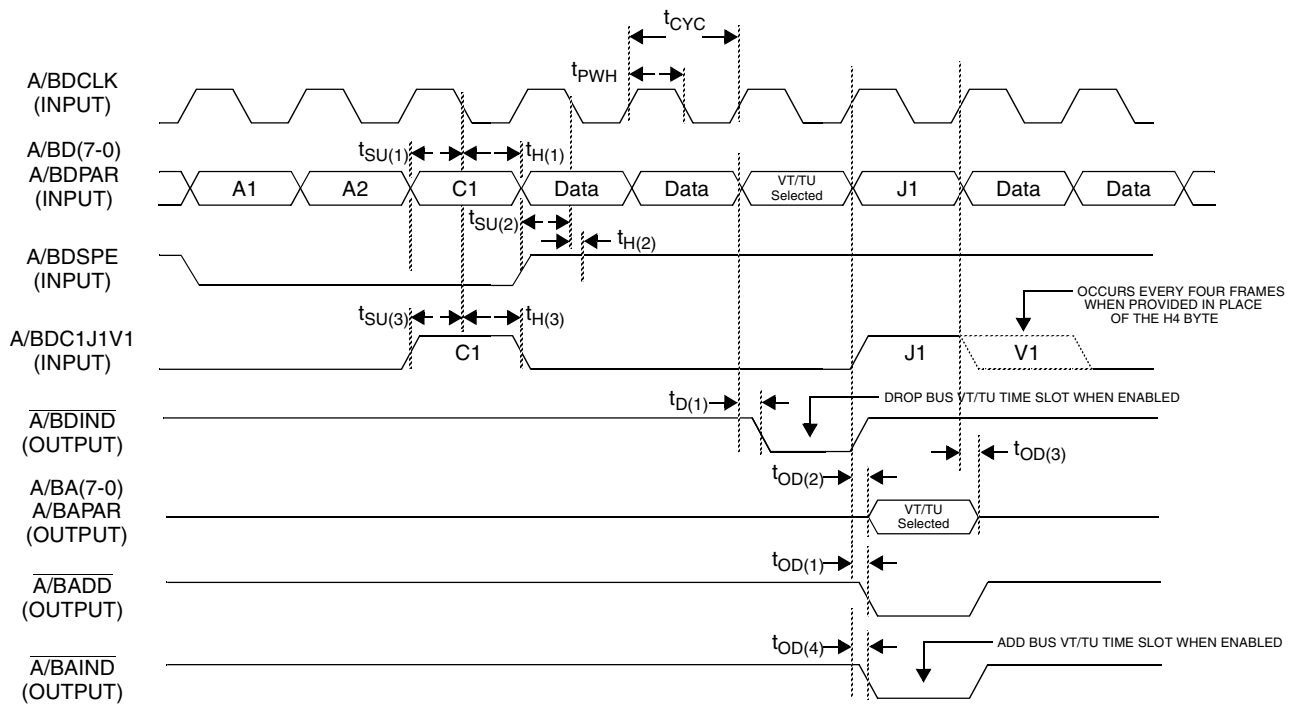 tCYC
A/BDCLK
(INPUT)
tPWH
A/BD(7-0)
A/BDPAR
(INPUT)
tSU(1)
tH(1)
A1
A2
C1
Data
Data
VT/TU
Selected
J1
Data
Data
tSU(2)
tH(2)
A/BDSPE
(INPUT)
OCCURS EVERY FOUR FRAMES
WHEN PROVIDED IN PLACE
OF THE H4 BYTE
tSU(3)
tH(3)
A/BDC1J1V1
(INPUT)
C1
J1
V1
tD(1)
DROP BUS VT/TU TIME SLOT WHEN ENABLED
A/BDIND
(OUTPUT)
tOD(3)
tOD(2)
A/BA(7-0)
A/BAPAR
(OUTPUT)
VT/TU
Selected
tOD(1)
A/BADD
(OUTPUT)
tOD(4)
ADD BUS VT/TU TIME SLOT WHEN ENABLED
A/BAIND
(OUTPUT)